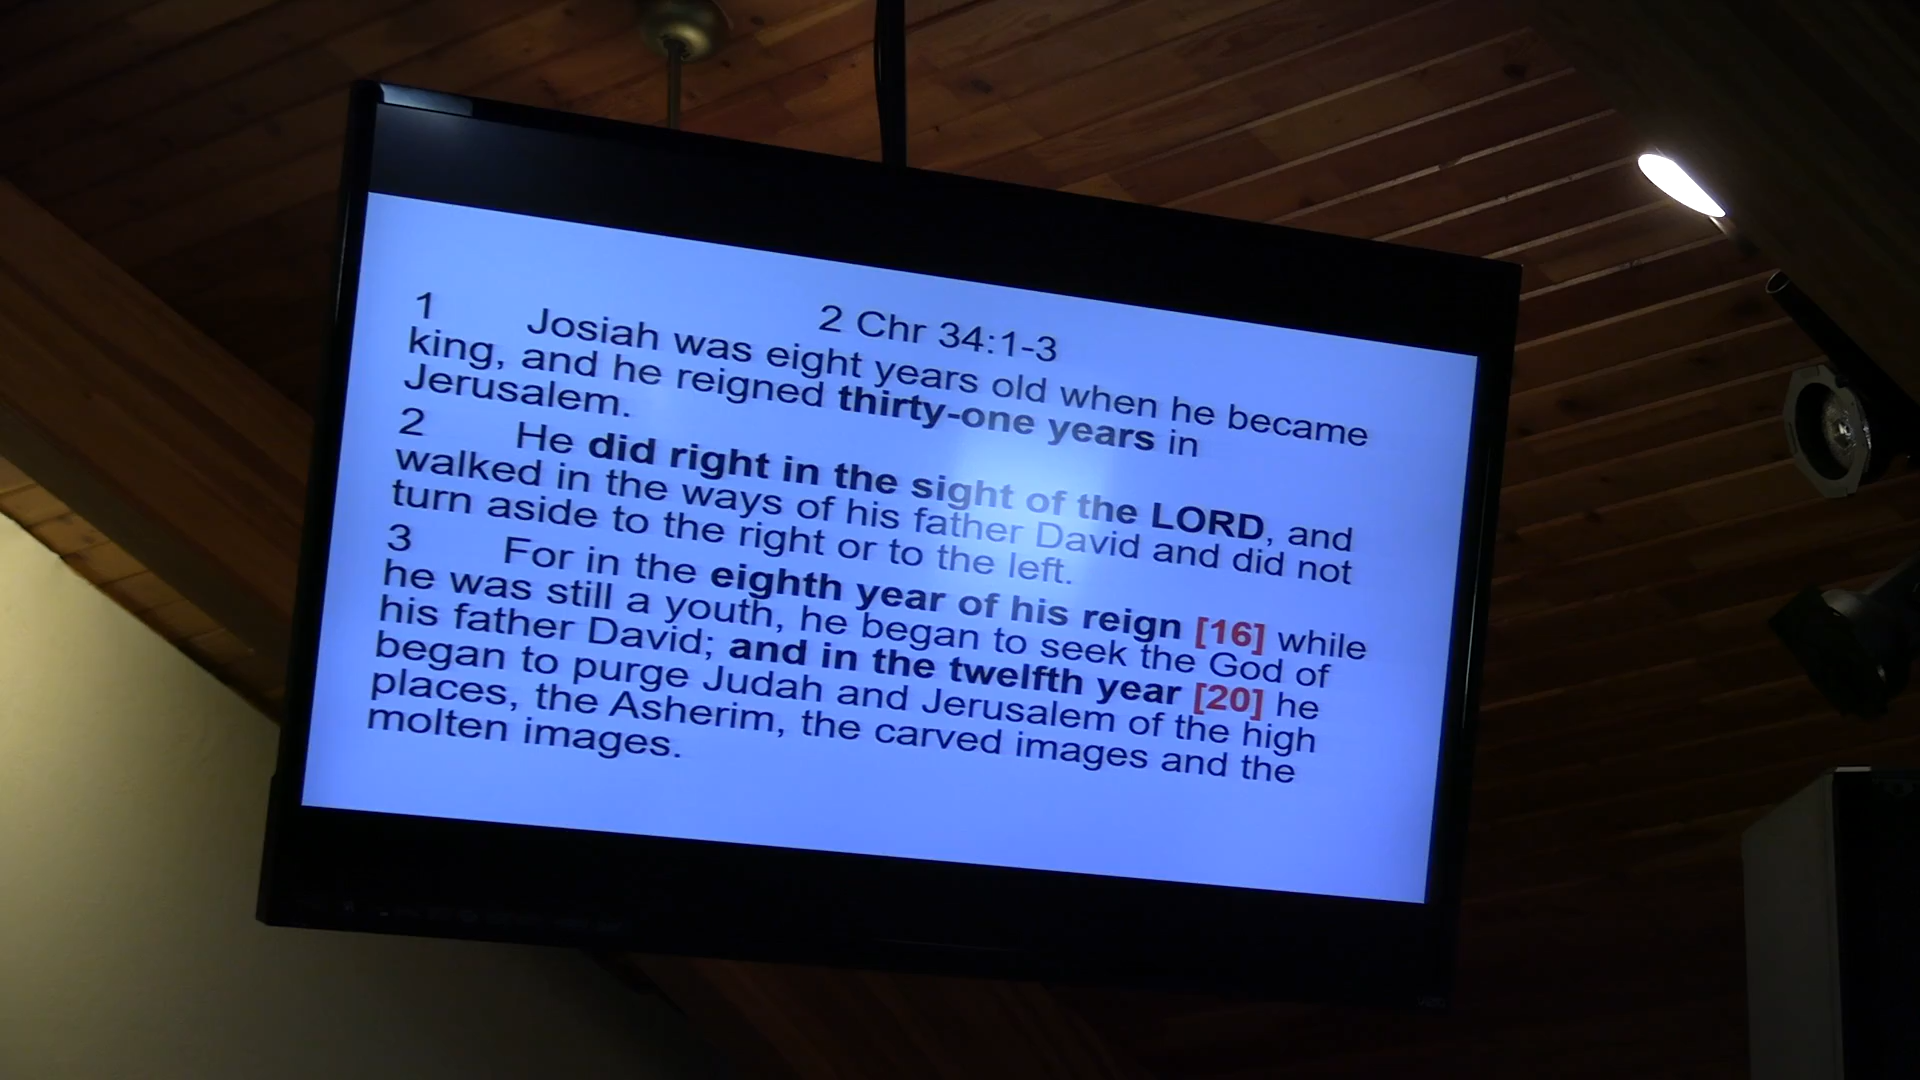 2 Chr 34:1-3
1 Josiah was eight years old when he became
king, and he reigned thirty-one years in
Jerusalem.
2 He did right in the sight of the LORD, and
walked in the ways of his father David and did not
turn aside to the right or to the left.
3 For in the eighth year of his reign [16] while
he was still a youth, he began to seek the God of
his father David; and in the twelfth year [20] he
began to purge Judah and Jerusalem of the high
places, the Asherim, the carved images and the
molten images.